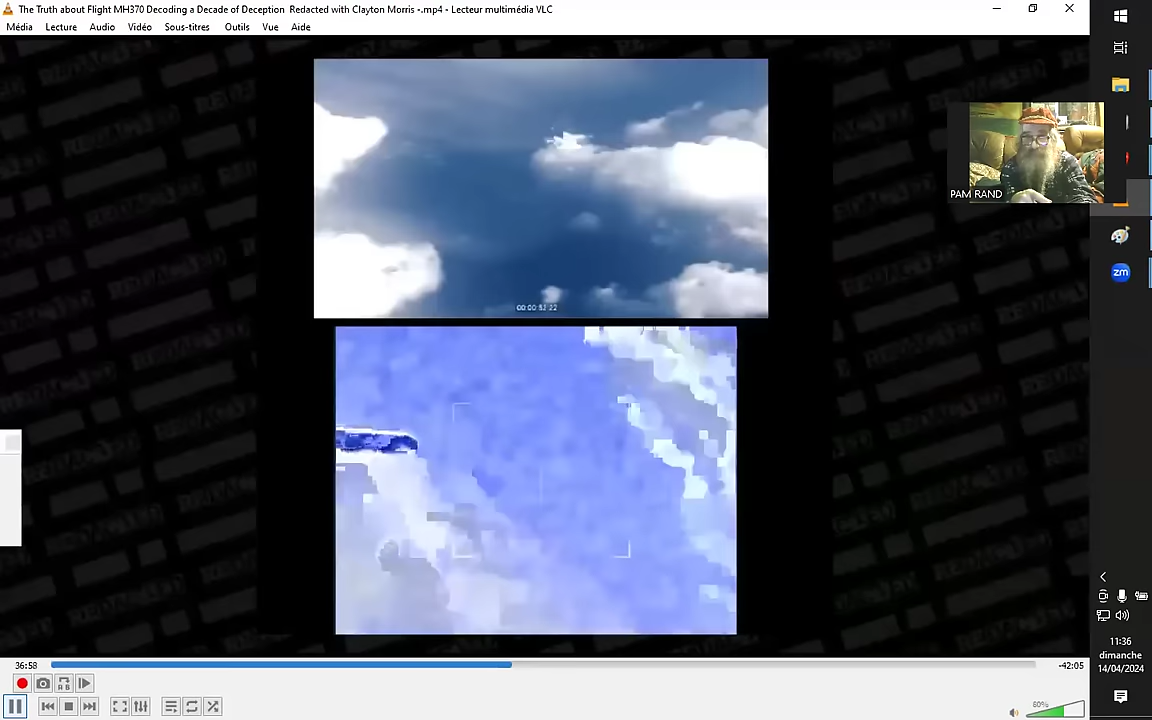 The Truth about Flight MH370 Decoding a Decade of Deception Redacted with Clayton Morris -.mp4 - Lecteur multimédia VLC
Média Lecture Audio Vidéo Sous-titres Outils Vue Aide
PAM RAND
zm
36:58
-42:05
11:36
dimanche
14/04/2024
80%